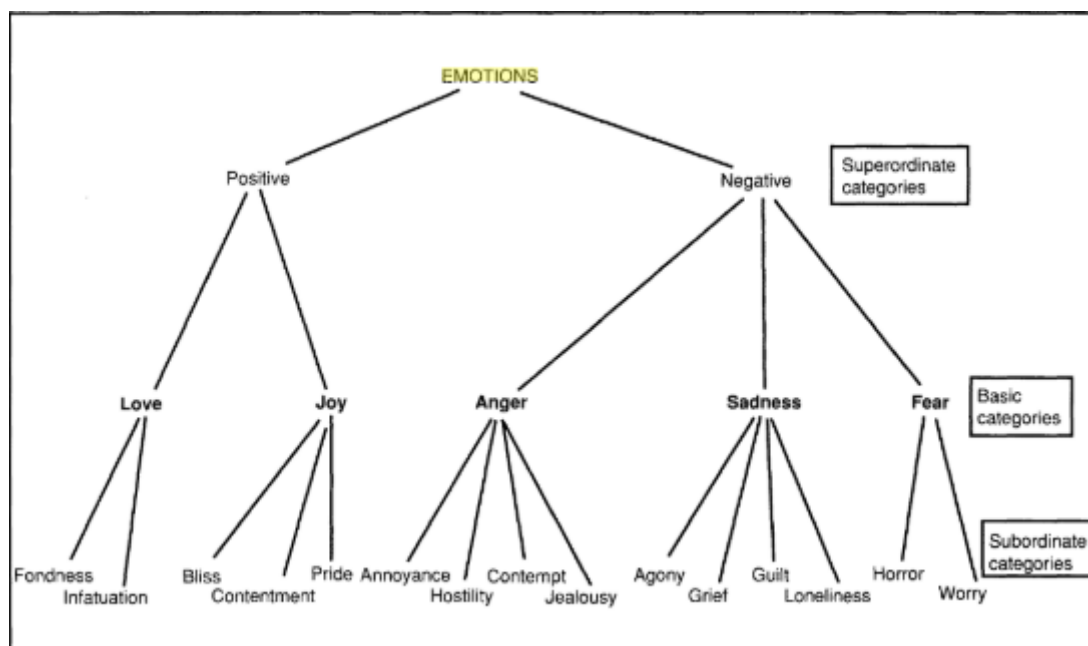 EMOTIONS
Positive
Negative
Superordinate
categories
Love
Joy
Anger
Sadness
Fear
Basic
categories
Subordinate
categories
Fondness
Infatuation
Bliss
Contentment
Pride
Annoyance
Hostility
Contempt
Jealousy
Agony
Grief
Guilt
Loneliness
Horror
Worry